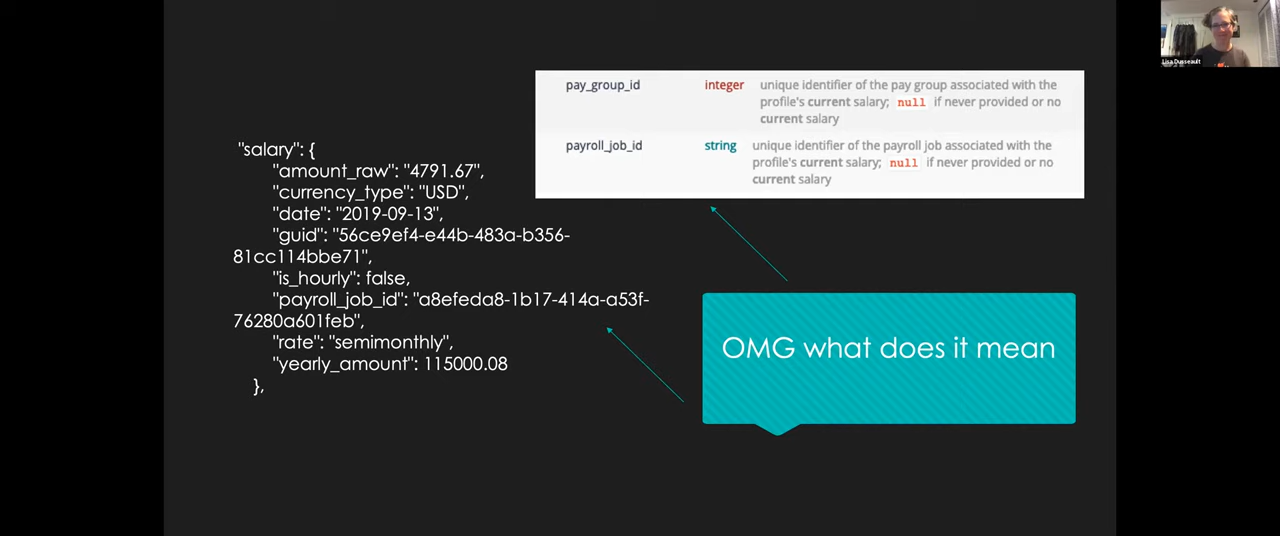 Lisa Dusseault
pay_group_id integer unique identifier of the pay group associated with the
profile's current salary; null if never provided or no
current salary
payroll_job_id string unique identifier of the payroll job associated with the
profile's current salary; null if never provided or no
current salary
"salary": {
"amount_raw": "4791.67",
"currency_type": "USD",
"date": "2019-09-13",
"guid": "56ce9ef4-e44b-483a-b356-
81cc114bbe71",
"is_hourly": false,
"payroll_job_id": "a8efeda8-1b17-414a-a53f-
76280a601feb",
"rate": "semimonthly",
"yearly_amount": 115000.08
},
OMG what does it mean